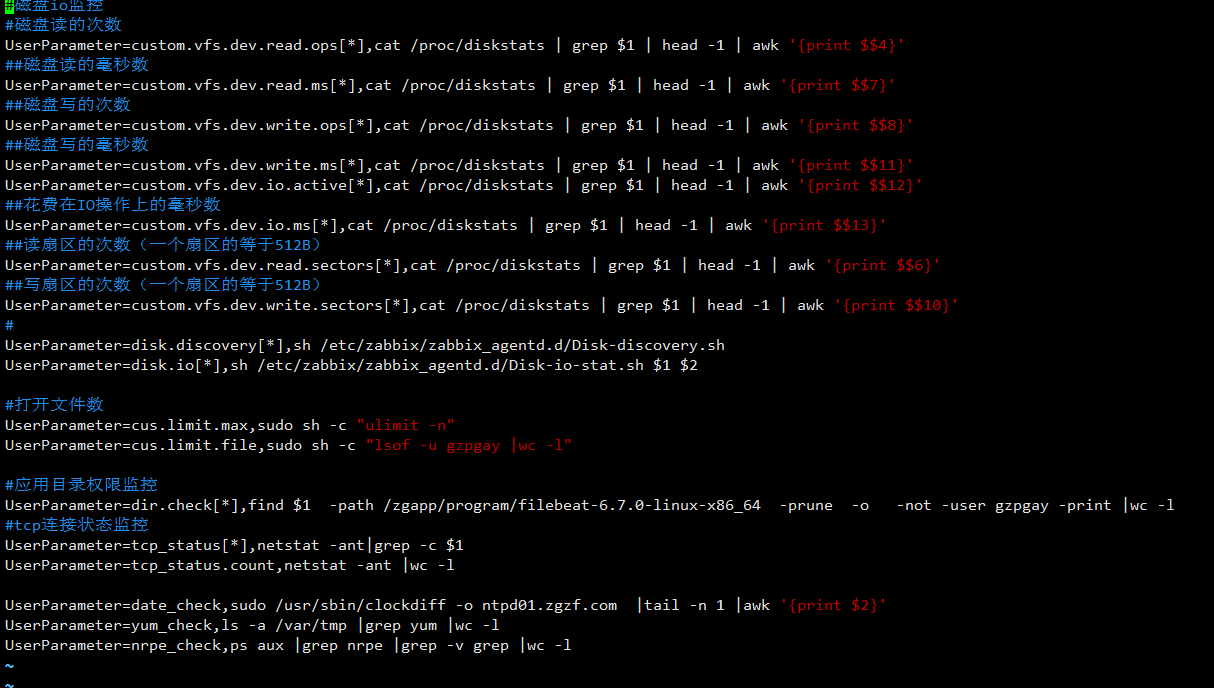 #磁盘io监控
#磁盘读的次数
UserParameter=custom.vfs.dev.read.ops[*],cat /proc/diskstats | grep $1 | head -1 | awk '{print $$4}'
##磁盘读的毫秒数
UserParameter=custom.vfs.dev.read.ms[*],cat /proc/diskstats | grep $1 | head -1 | awk '{print $$7}'
##磁盘写的次数
UserParameter=custom.vfs.dev.write.ops[*],cat /proc/diskstats | grep $1 | head -1 | awk '{print $$8}'
##磁盘写的毫秒数
UserParameter=custom.vfs.dev.write.ms[*],cat /proc/diskstats | grep $1 | head -1 | awk '{print $$11}'
UserParameter=custom.vfs.dev.io.active[*],cat /proc/diskstats | grep $1 | head -1 | awk '{print $$12}'
##花费在IO操作上的毫秒数
UserParameter=custom.vfs.dev.io.ms[*],cat /proc/diskstats | grep $1 | head -1 | awk '{print $$13}'
##读扇区的次数（一个扇区的等于512B）
UserParameter=custom.vfs.dev.read.sectors[*],cat /proc/diskstats | grep $1 | head -1 | awk '{print $$6}'
##写扇区的次数（一个扇区的等于512B）
UserParameter=custom.vfs.dev.write.sectors[*],cat /proc/diskstats | grep $1 | head -1 | awk '{print $$10}'
#
UserParameter=disk.discovery[*],sh /etc/zabbix/zabbix_agentd.d/Disk-discovery.sh
UserParameter=disk.io[*],sh /etc/zabbix/zabbix_agentd.d/Disk-io-stat.sh $1 $2
#打开文件数
UserParameter=cus.limit.max,sudo sh -c "ulimit -n"
UserParameter=cus.limit.file,sudo sh -c "lsof -u gzpgay |wc -l"
#应用目录权限监控
UserParameter=dir.check[*],find $1  -path /zgapp/program/filebeat-6.7.0-linux-x86_64  -prune  -o   -not -user gzpgay -print |wc -l
#tcp连接状态监控
UserParameter=tcp_status[*],netstat -ant|grep -c $1
UserParameter=tcp_status.count,netstat -ant |wc -l
UserParameter=date_check,sudo /usr/sbin/clockdiff -o ntpd01.zgzf.com  |tail -n 1 |awk '{print $2}'
UserParameter=yum_check,ls -a /var/tmp |grep yum |wc -l
UserParameter=nrpe_check,ps aux |grep nrpe |grep -v grep |wc -l
~
~